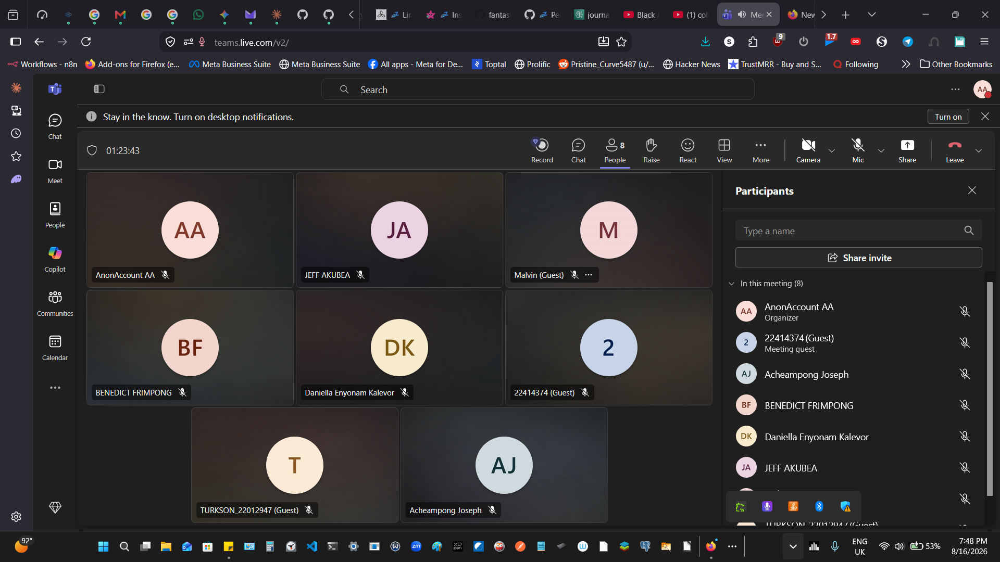 Lin
Ins
fantas
Pe
journa
Black
(1) col
Mee
New
teams.live.com/v2/
9
1.7
Workflows - n8n
Add-ons for Firefox (e...
Meta Business Suite
Meta Business Suite
All apps - Meta for De...
Toptal
Prolific
Pristine_Curve5487 (u/...
Hacker News
TrustMRR - Buy and S...
Following
Other Bookmarks
Search
AA
Stay in the know. Turn on desktop notifications.
Turn on
Chat
Meet
People
Copilot
Communities
Calendar
01:23:43
Record
Chat
8
People
Raise
React
View
More
Camera
Mic
Share
Leave
AA
AnonAccount AA
JA
JEFF AKUBEA
M
Malvin (Guest)
BF
BENEDICT FRIMPONG
DK
Daniella Enyonam Kalevor
2
22414374 (Guest)
T
TURKSON_22012947 (Guest)
AJ
Acheampong Joseph
Participants
Type a name
Share invite
In this meeting (8)
AA
AnonAccount AA
Organizer
2
22414374 (Guest)
Meeting guest
AJ
Acheampong Joseph
BF
BENEDICT FRIMPONG
DK
Daniella Enyonam Kalevor
JA
JEFF AKUBEA
TURKSON_22012947 (Guest)
92°
zm
XP
pen
ENG
UK
53%
7:48 PM
8/16/2026